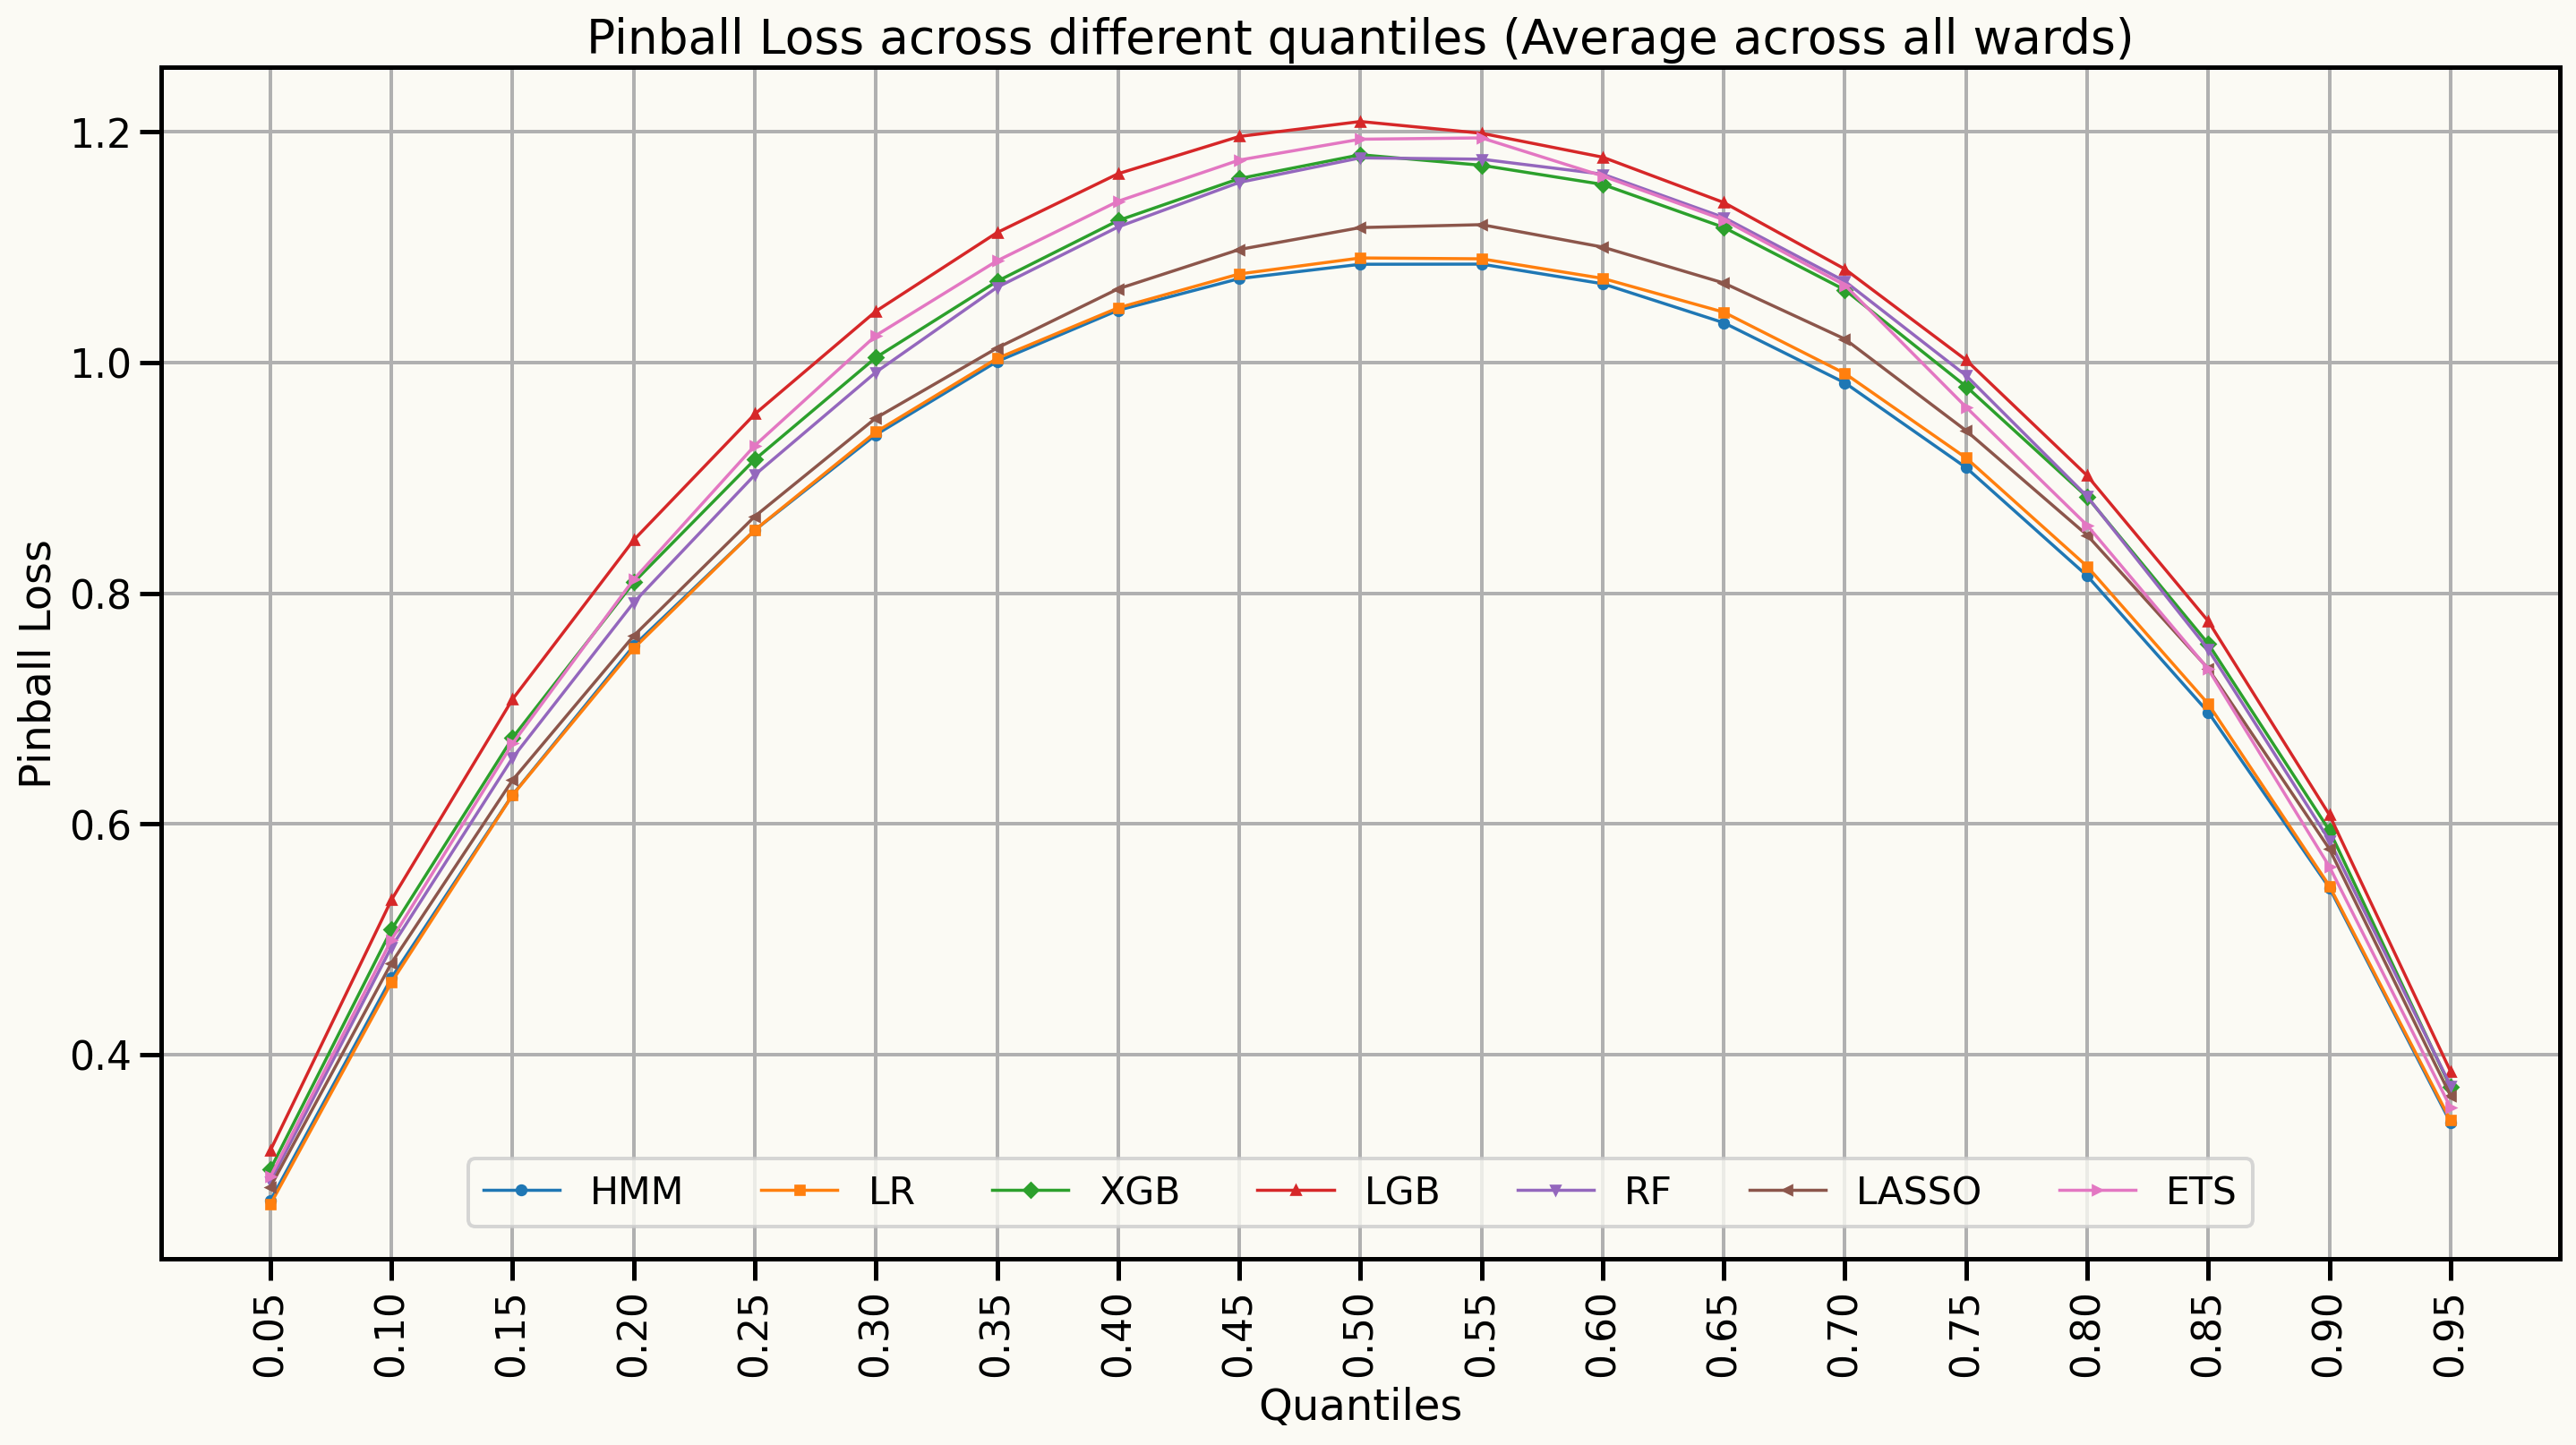 Pinball Loss across different quantiles (Average across all wards)
Pinball Loss
1.2
1.0
0.8
0.6
0.4
HMM LR XGB LGB RF LASSO ETS
0.05 0.10 0.15 0.20 0.25 0.30 0.35 0.40 0.45 0.50 0.55 0.60 0.65 0.70 0.75 0.80 0.85 0.90 0.95
Quantiles